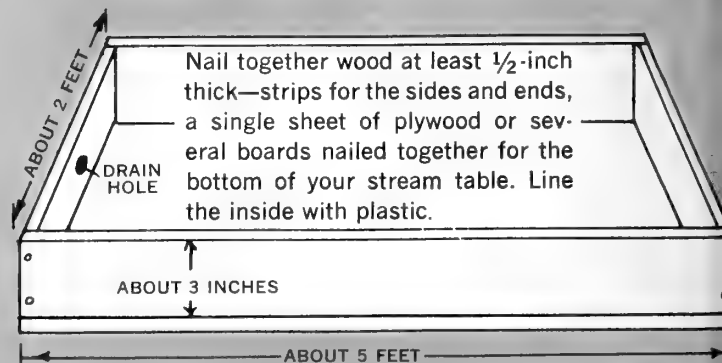 ABOUT 2 FEET
Nail together wood at least ½-inch
thick—strips for the sides and ends,
a single sheet of plywood or sev-
eral boards nailed together for the
bottom of your stream table. Line
the inside with plastic.
DRAIN
HOLE
ABOUT 3 INCHES
ABOUT 5 FEET